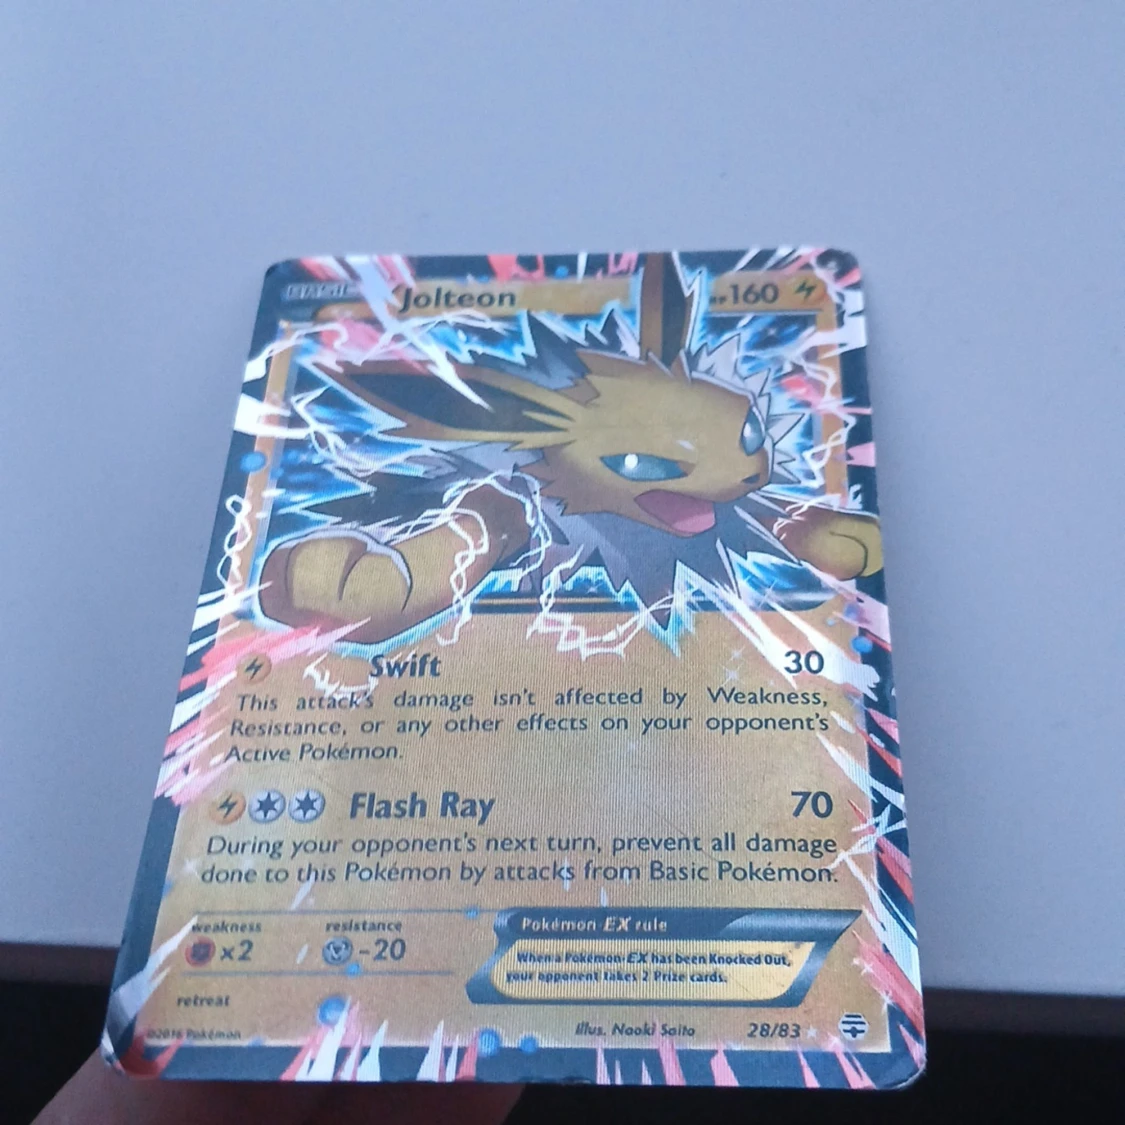 BASIC Jolteon HP160
Swift 30
This attack's damage isn't affected by Weakness,
Resistance, or any other effects on your opponent's
Active Pokémon.
Flash Ray 70
During your opponent's next turn, prevent all damage
done to this Pokémon by attacks from Basic Pokémon.
weakness resistance
x2 -20
Pokémon EX rule
When a Pokémon-EX has been Knocked Out,
your opponent takes 2 Prize cards.
retreat
©2016 Pokémon Illus. Naoki Saito 28/83